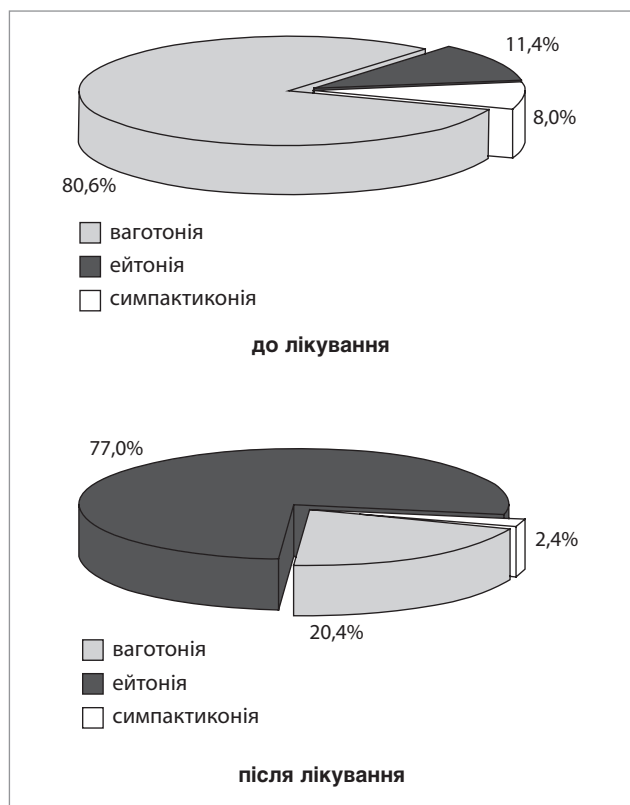 11,4%
8,0%
80,6%
ваготонія
ейтонія
симпактиконія
до лікування
77,0%
2,4%
20,4%
ваготонія
ейтонія
симпактиконія
після лікування